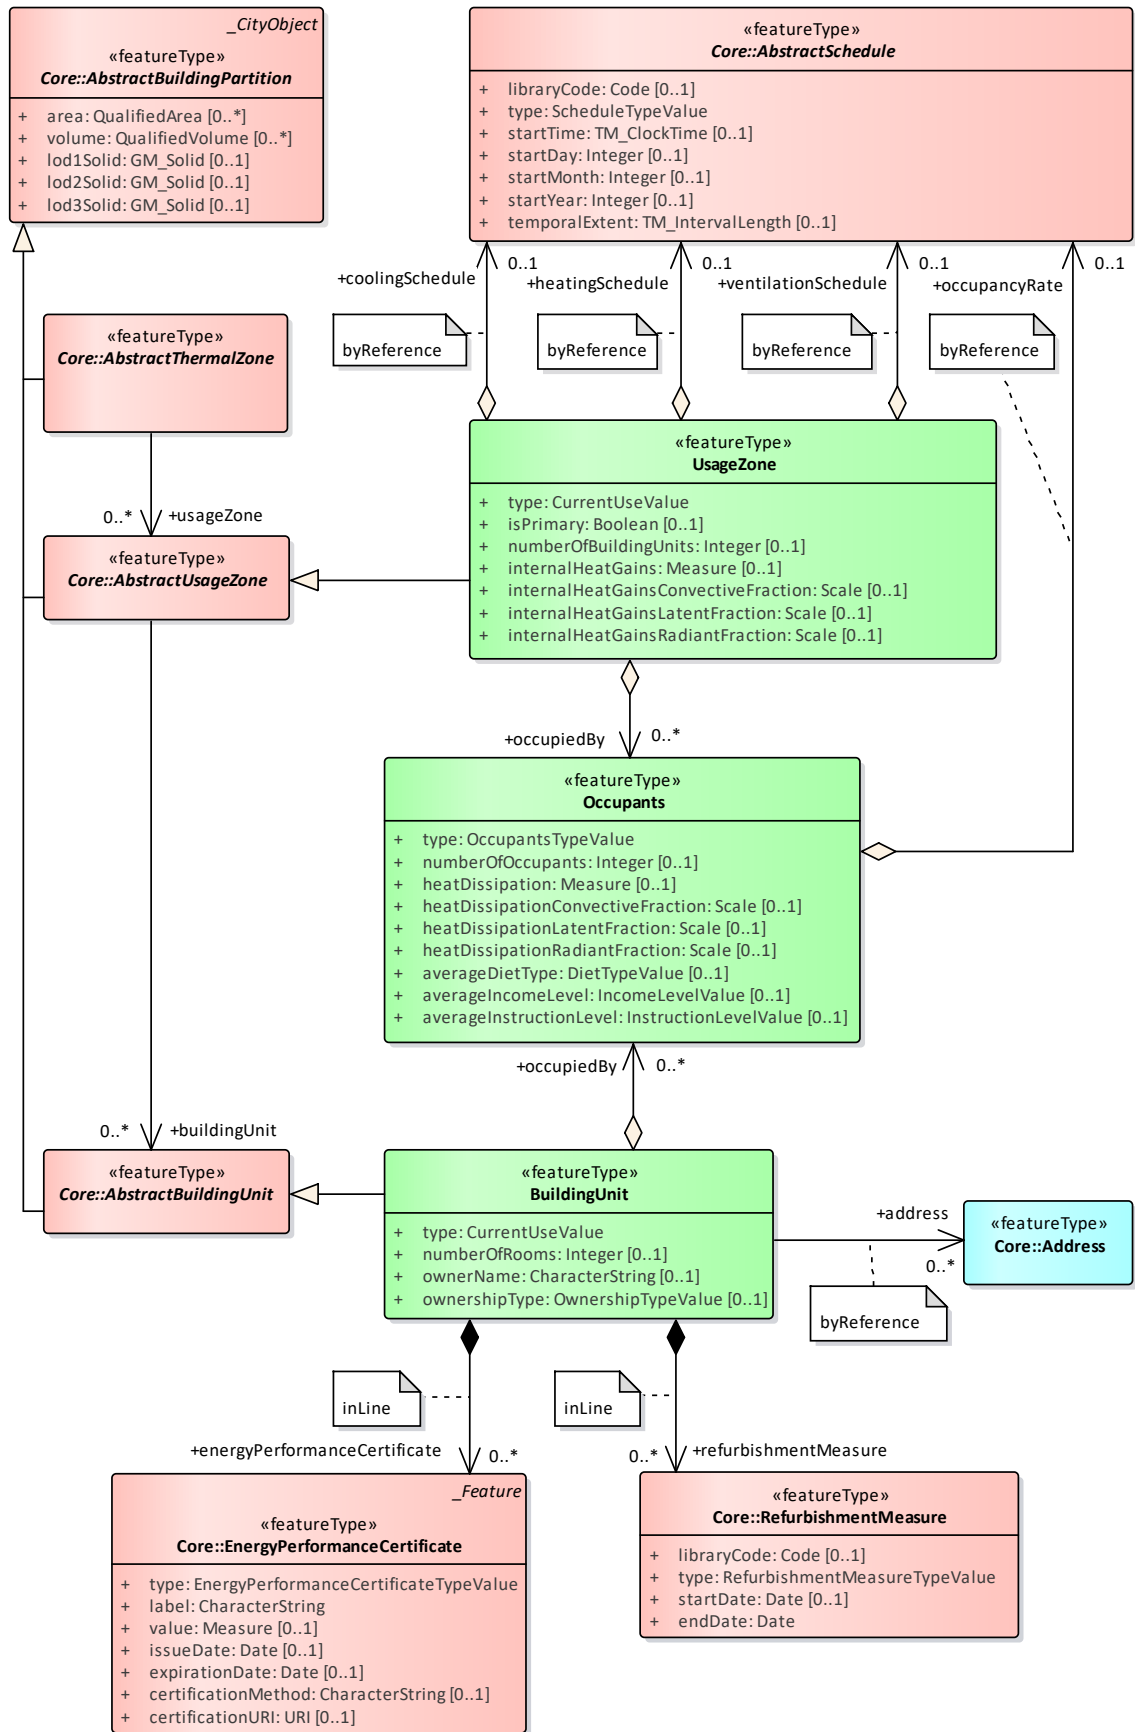 _CityObject
«featureType»
Core::AbstractBuildingPartition
+ area: QualifiedArea [0..*]
+ volume: QualifiedVolume [0..*]
+ lod1Solid: GM_Solid [0..1]
+ lod2Solid: GM_Solid [0..1]
+ lod3Solid: GM_Solid [0..1]
«featureType»
Core::AbstractSchedule
+ libraryCode: Code [0..1]
+ type: ScheduleTypeValue
+ startTime: TM_ClockTime [0..1]
+ startDay: Integer [0..1]
+ startMonth: Integer [0..1]
+ startYear: Integer [0..1]
+ temporalExtent: TM_IntervalLength [0..1]
+coolingSchedule
0..1
+heatingSchedule
0..1
+ventilationSchedule
0..1
+occupancyRate
0..1
byReference
byReference
byReference
byReference
«featureType»
Core::AbstractThermalZone
0..*
+usageZone
«featureType»
Core::AbstractUsageZone
«featureType»
UsageZone
+ type: CurrentUseValue
+ isPrimary: Boolean [0..1]
+ numberOfBuildingUnits: Integer [0..1]
+ internalHeatGains: Measure [0..1]
+ internalHeatGainsConvectiveFraction: Scale [0..1]
+ internalHeatGainsLatentFraction: Scale [0..1]
+ internalHeatGainsRadiantFraction: Scale [0..1]
+occupiedBy
0..*
«featureType»
Occupants
+ type: OccupantsTypeValue
+ numberOfOccupants: Integer [0..1]
+ heatDissipation: Measure [0..1]
+ heatDissipationConvectiveFraction: Scale [0..1]
+ heatDissipationLatentFraction: Scale [0..1]
+ heatDissipationRadiantFraction: Scale [0..1]
+ averageDietType: DietTypeValue [0..1]
+ averageIncomeLevel: IncomeLevelValue [0..1]
+ averageInstructionLevel: InstructionLevelValue [0..1]
+occupiedBy
0..*
0..*
+buildingUnit
«featureType»
Core::AbstractBuildingUnit
«featureType»
BuildingUnit
+ type: CurrentUseValue
+ numberOfRooms: Integer [0..1]
+ ownerName: CharacterString [0..1]
+ ownershipType: OwnershipTypeValue [0..1]
+address
0..*
byReference
«featureType»
Core::Address
inLine
inLine
+energyPerformanceCertificate
0..*
0..*
+refurbishmentMeasure
_Feature
«featureType»
Core::EnergyPerformanceCertificate
+ type: EnergyPerformanceCertificateTypeValue
+ label: CharacterString
+ value: Measure [0..1]
+ issueDate: Date [0..1]
+ expirationDate: Date [0..1]
+ certificationMethod: CharacterString [0..1]
+ certificationURI: URI [0..1]
«featureType»
Core::RefurbishmentMeasure
+ libraryCode: Code [0..1]
+ type: RefurbishmentMeasureTypeValue
+ startDate: Date [0..1]
+ endDate: Date